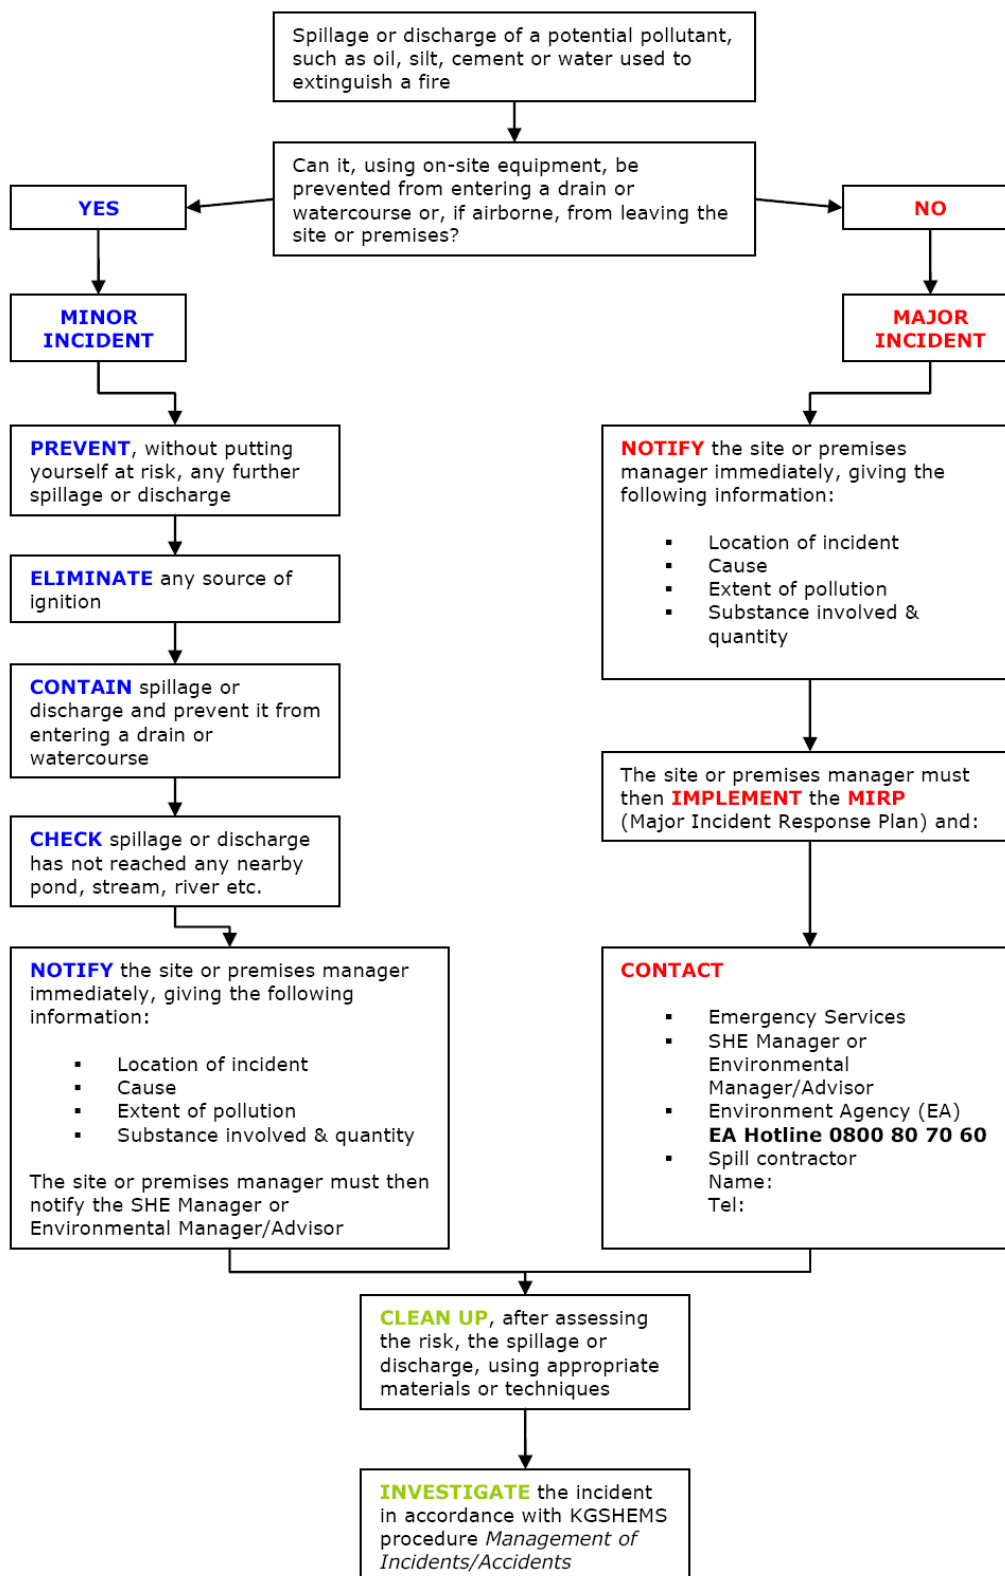 Spillage or discharge of a potential pollutant,
such as oil, silt, cement or water used to
extinguish a fire
Can it, using on-site equipment, be
prevented from entering a drain or
watercourse or, if airborne, from leaving the
site or premises?
YES
NO
MINOR
INCIDENT
MAJOR
INCIDENT
PREVENT, without putting
yourself at risk, any further
spillage or discharge
ELIMINATE any source of
ignition
CONTAIN spillage or
discharge and prevent it from
entering a drain or
watercourse
CHECK spillage or discharge
has not reached any nearby
pond, stream, river etc.
NOTIFY the site or premises manager
immediately, giving the following
information:
▪ Location of incident
▪ Cause
▪ Extent of pollution
▪ Substance involved & quantity
The site or premises manager must then
notify the SHE Manager or
Environmental Manager/Advisor
NOTIFY the site or premises
manager immediately, giving the
following information:
▪ Location of incident
▪ Cause
▪ Extent of pollution
▪ Substance involved &
quantity
The site or premises manager must
then IMPLEMENT the MIRP
(Major Incident Response Plan) and:
CONTACT
▪ Emergency Services
▪ SHE Manager or
Environmental
Manager/Advisor
▪ Environment Agency (EA)
EA Hotline 0800 80 70 60
▪ Spill contractor
Name:
Tel:
CLEAN UP, after assessing
the risk, the spillage or
discharge, using appropriate
materials or techniques
INVESTIGATE the incident
in accordance with KGSHEMS
procedure Management of
Incidents/Accidents